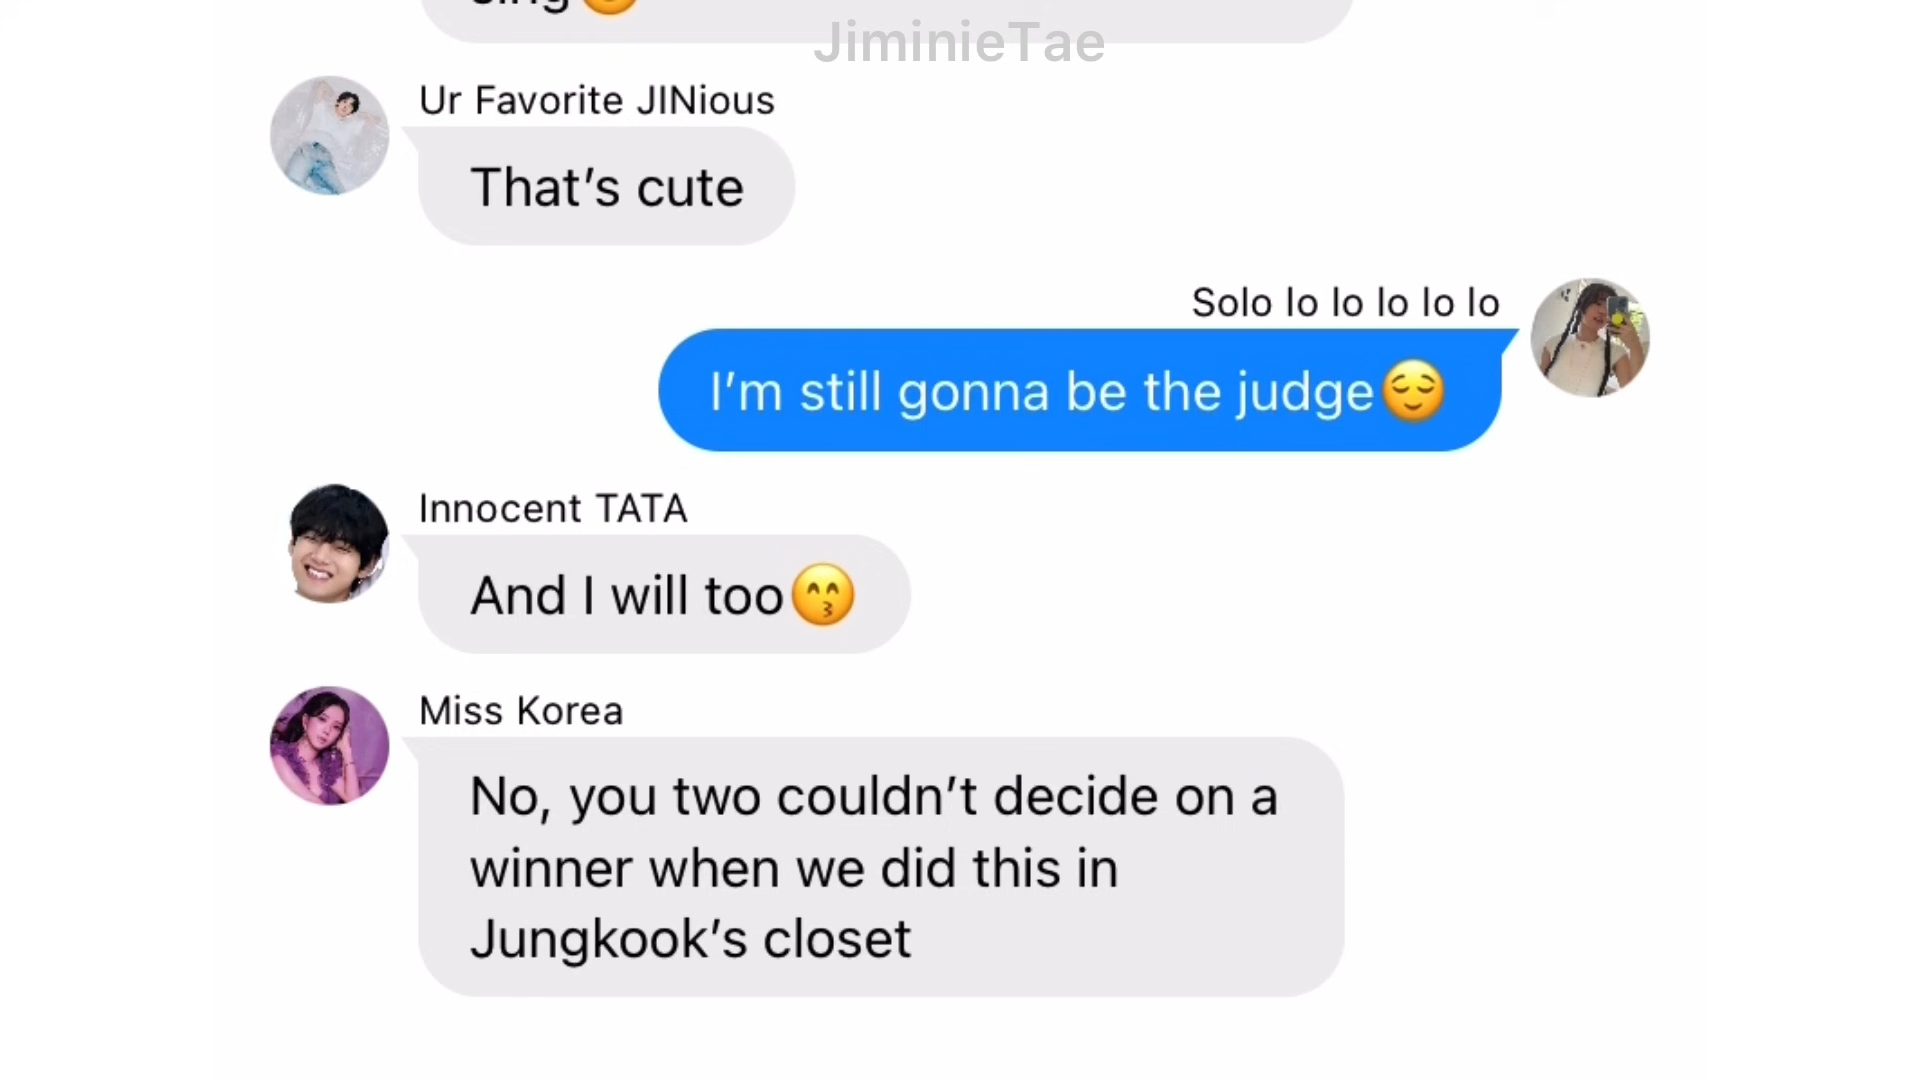 sing😊
JiminieTae
Ur Favorite JINious
That’s cute
Solo lo lo lo lo lo
I’m still gonna be the judge😌
Innocent TATA
And I will too😙
Miss Korea
No, you two couldn’t decide on a
winner when we did this in
Jungkook’s closet